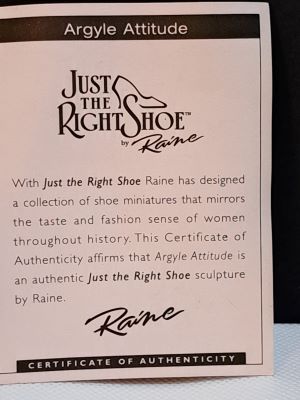 Argyle Attitude
JUST
THE
RIGHT SHOE™
by Raine
With Just the Right Shoe Raine has designed
a collection of shoe miniatures that mirrors
the taste and fashion sense of women
throughout history. This Certificate of
Authenticity affirms that Argyle Attitude is
an authentic Just the Right Shoe sculpture
by Raine.
Raine
CERTIFICATE OF AUTHENTICITY